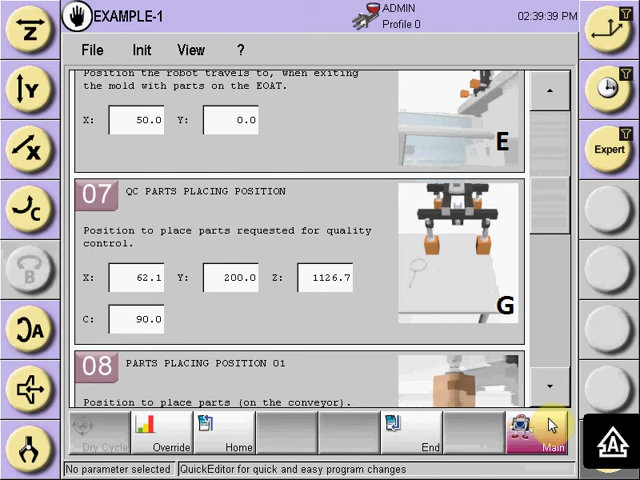 EXAMPLE-1
ADMIN
Profile 0
02:39:39 PM
File Init View ?
Z
Y
X
C
B
A
Expert
Position the robot travels to, when exiting
the mold with parts on the EOAT.
X: 50.0 Y: 0.0
E
07 QC PARTS PLACING POSITION
Position to place parts requested for quality
control.
X: 62.1 Y: 200.0 Z: 1126.7
C: 90.0
G
08 PARTS PLACING POSITION 01
Position to place parts (on the conveyor).
Dry Cycle Override Home End Main
No parameter selected QuickEditor for quick and easy program changes